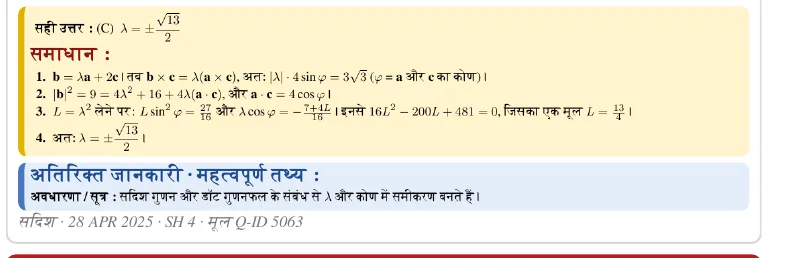 सही उत्तर : (C) λ = ±√13/2
समाधान :
1. b = λa + 2c। तब b × c = λ(a × c), अतः |λ| · 4 sin φ = 3√3 (φ = a और c का कोण)।
2. |b|² = 9 = 4λ² + 16 + 4λ(a · c), और a · c = 4 cos φ।
3. L = λ² लेने पर: L sin² φ = 27/16 और λ cos φ = −(7+4L)/16। इनसे 16L² − 200L + 481 = 0, जिसका एक मूल L = 13/4।
4. अतः λ = ±√13/2।
अतिरिक्त जानकारी · महत्वपूर्ण तथ्य :
अवधारणा / सूत्र : सदिश गुणन और डॉट गुणनफल के संबंध से λ और कोण में समीकरण बनते हैं।
सदिश · 28 APR 2025 · SH 4 · मूल Q-ID 5063